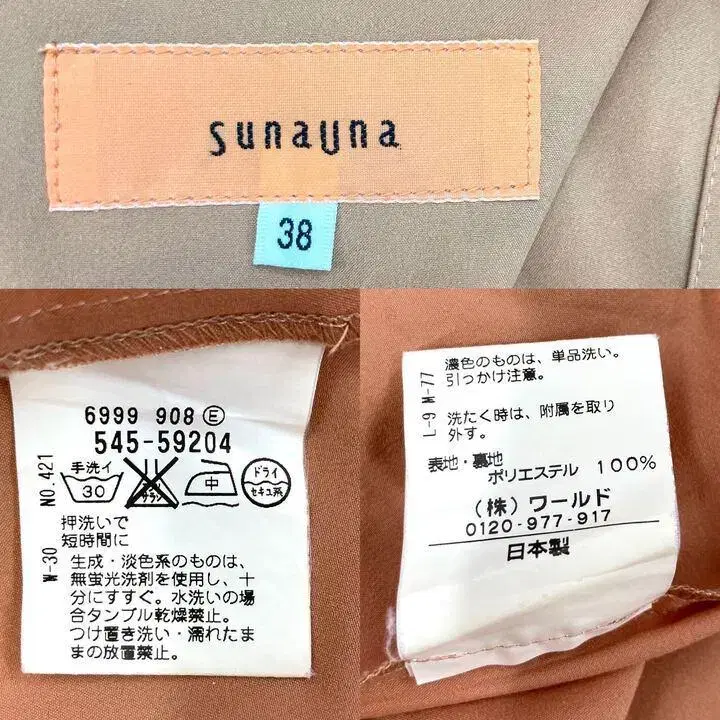 sunauna
38
6999 908 Ⓔ
545-59204
手洗イ
30
エンソ
サラシ
中
ドライ
セキユ系
NO.421
W-30
押洗いで
短時間に
生成・淡色系のものは、
無蛍光洗剤を使用し、十
分にすすぐ。水洗いの場
合タンブル乾燥禁止。
つけ置き洗い・濡れたま
まの放置禁止。
L-9 M-77
濃色のものは、単品洗い。
引っかけ注意。
洗たく時は、附属を取り
外す。
表地・裏地
ポリエステル 100%
(株) ワールド
0120-977-917
日本製